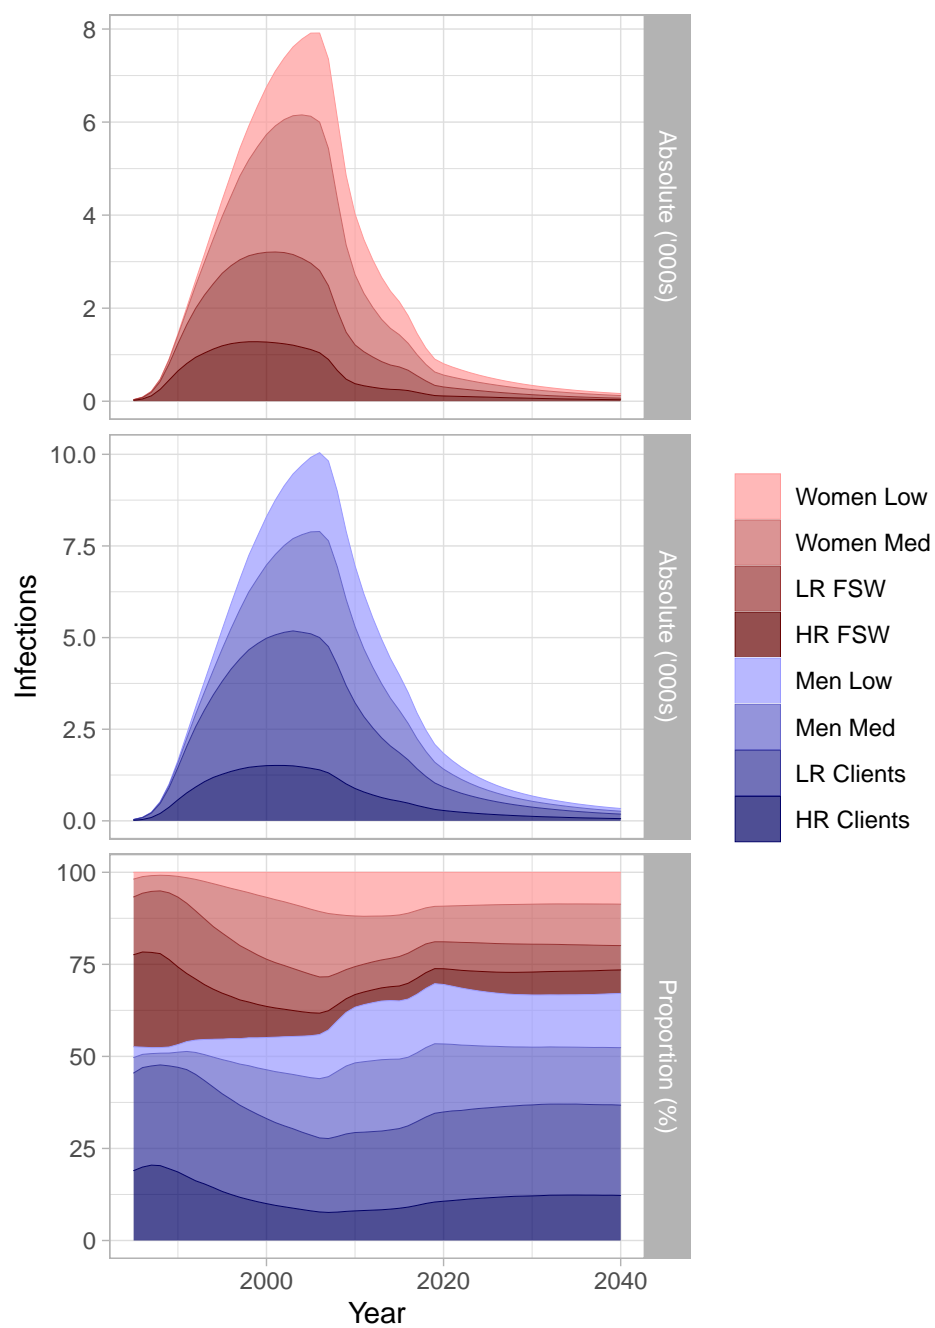 8
6
4
2
0
Absolute ('000s)
10.0
7.5
5.0
2.5
0.0
Absolute ('000s)
100
75
50
25
0
Proportion (%)
2000
2020
2040
Year
Infections
Women Low
Women Med
LR FSW
HR FSW
Men Low
Men Med
LR Clients
HR Clients